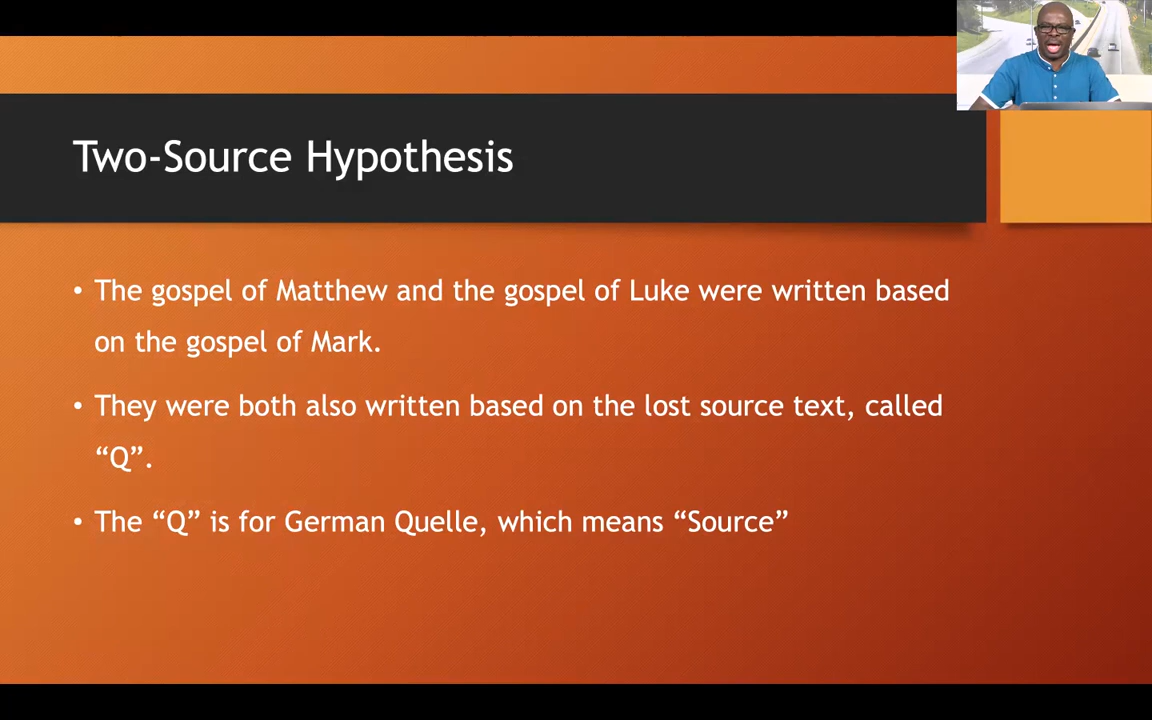 Two-Source Hypothesis
• The gospel of Matthew and the gospel of Luke were written based
on the gospel of Mark.
• They were both also written based on the lost source text, called
“Q”.
• The “Q” is for German Quelle, which means “Source”